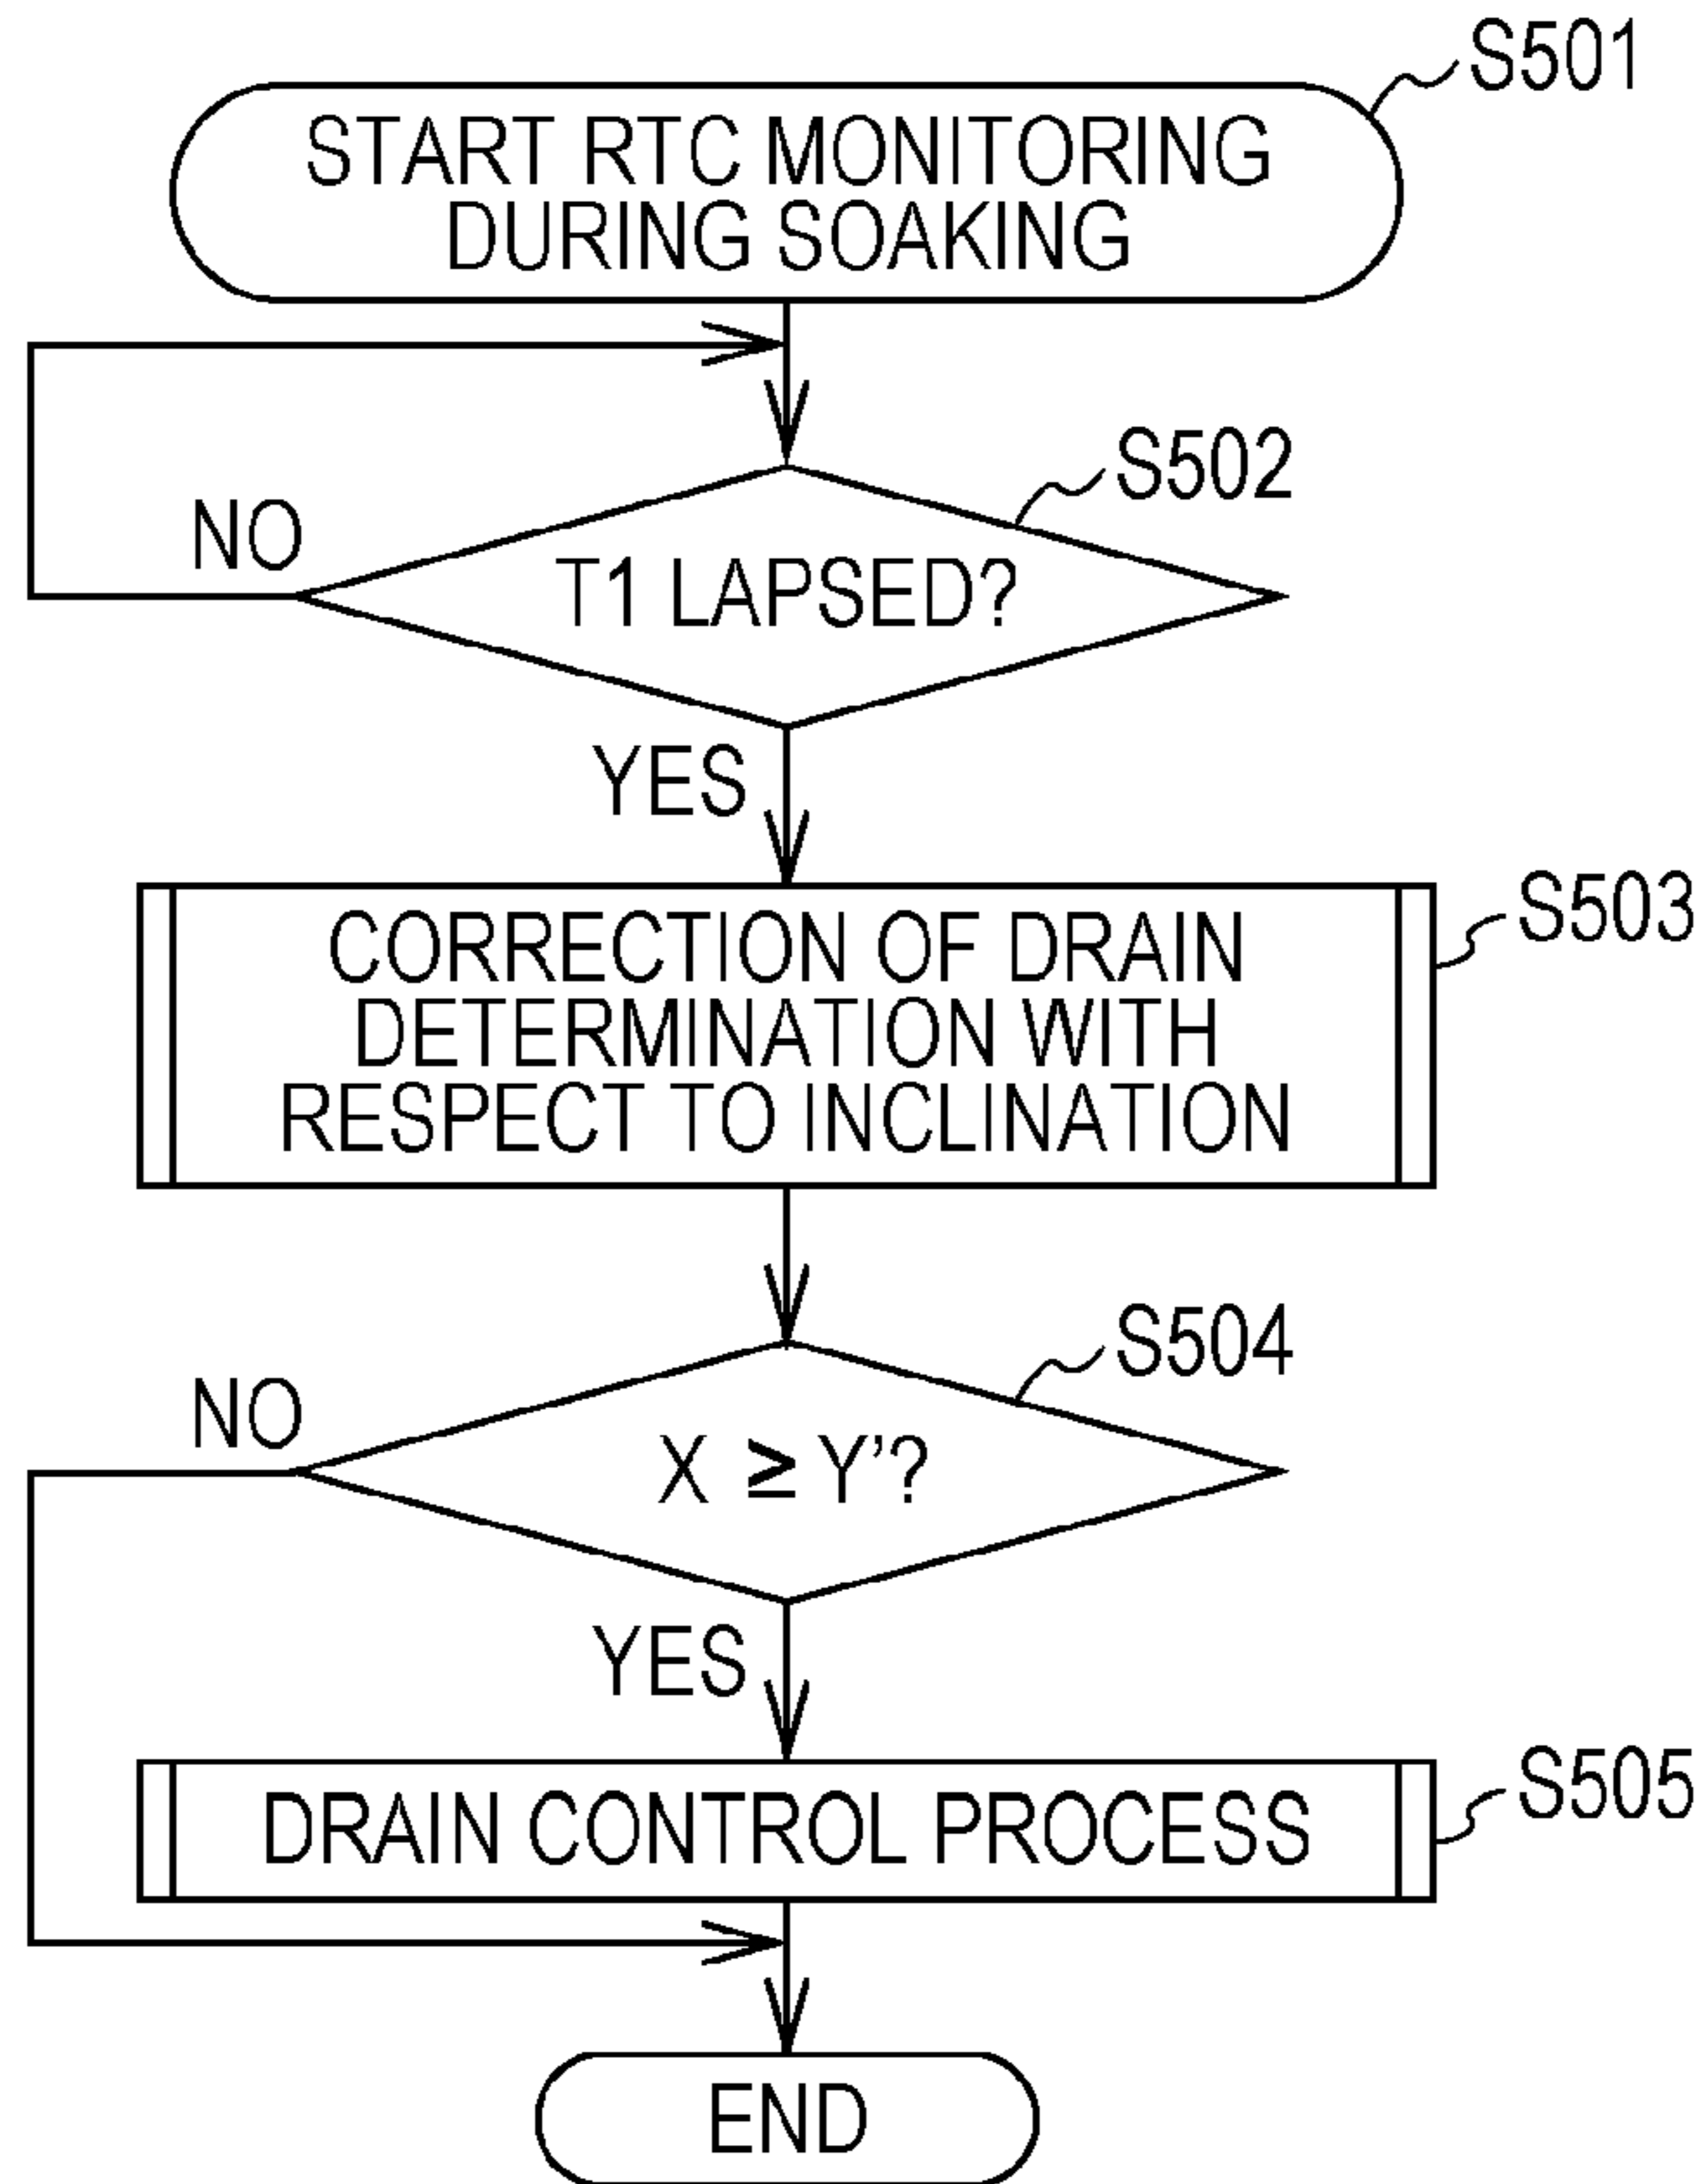 S501
START RTC MONITORING
DURING SOAKING
S502
NO
T1 LAPSED?
YES
S503
CORRECTION OF DRAIN
DETERMINATION WITH
RESPECT TO INCLINATION
S504
NO
X ≥ Y'?
YES
S505
DRAIN CONTROL PROCESS
END